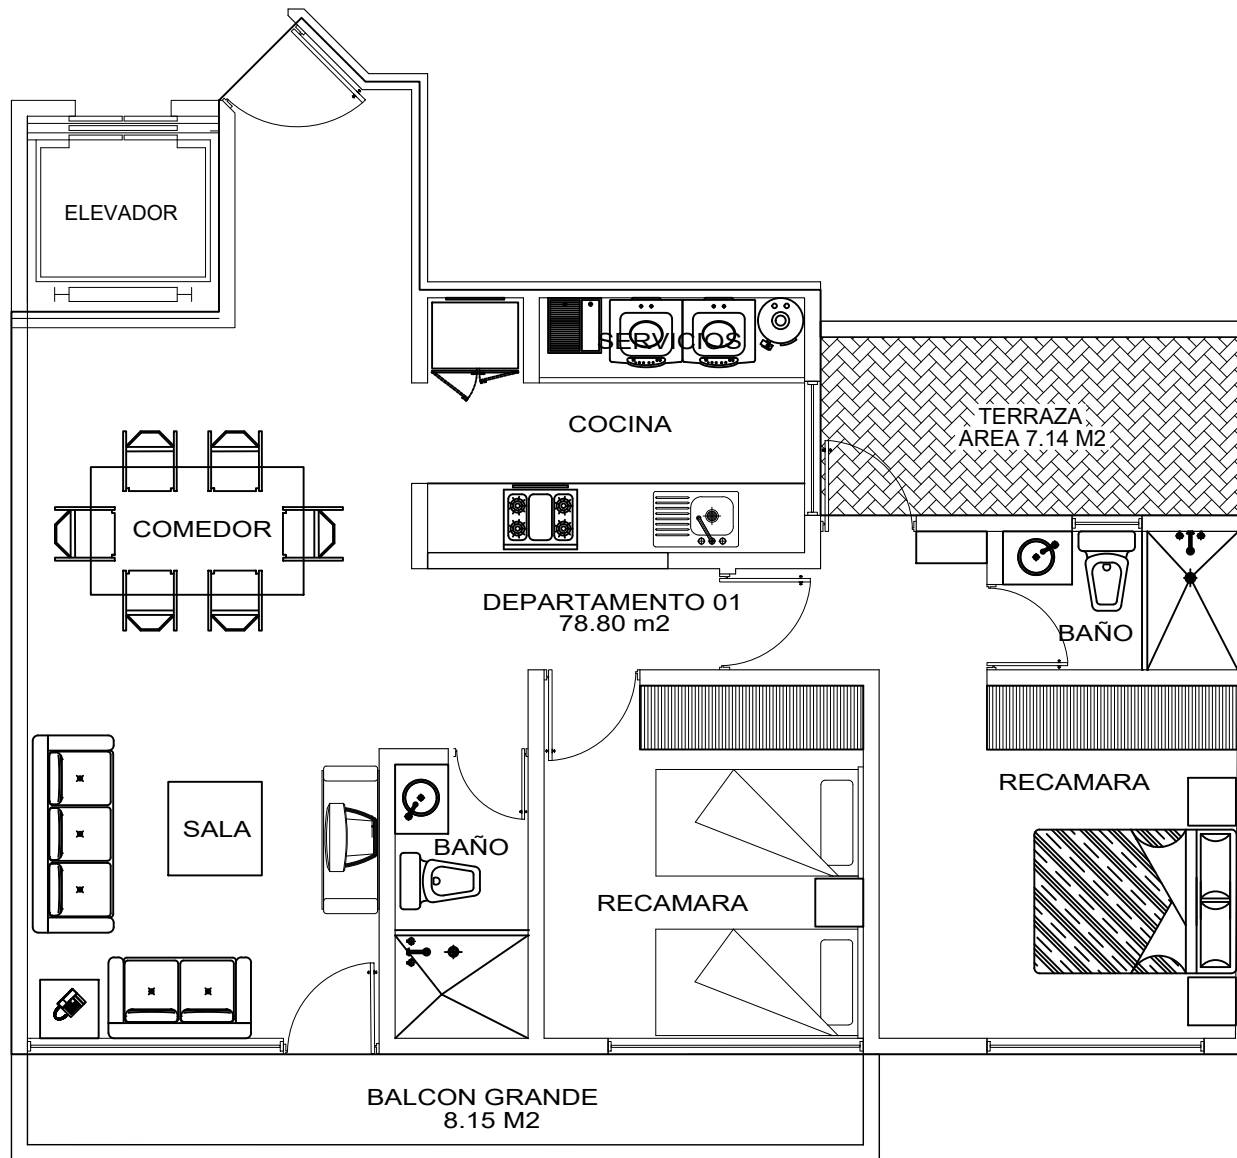 ELEVADOR
SERVICIOS
COCINA
TERRAZA
AREA 7.14 M2
COMEDOR
DEPARTAMENTO 01
78.80 m2
BAÑO
RECAMARA
SALA
BAÑO
RECAMARA
BALCON GRANDE
8.15 M2